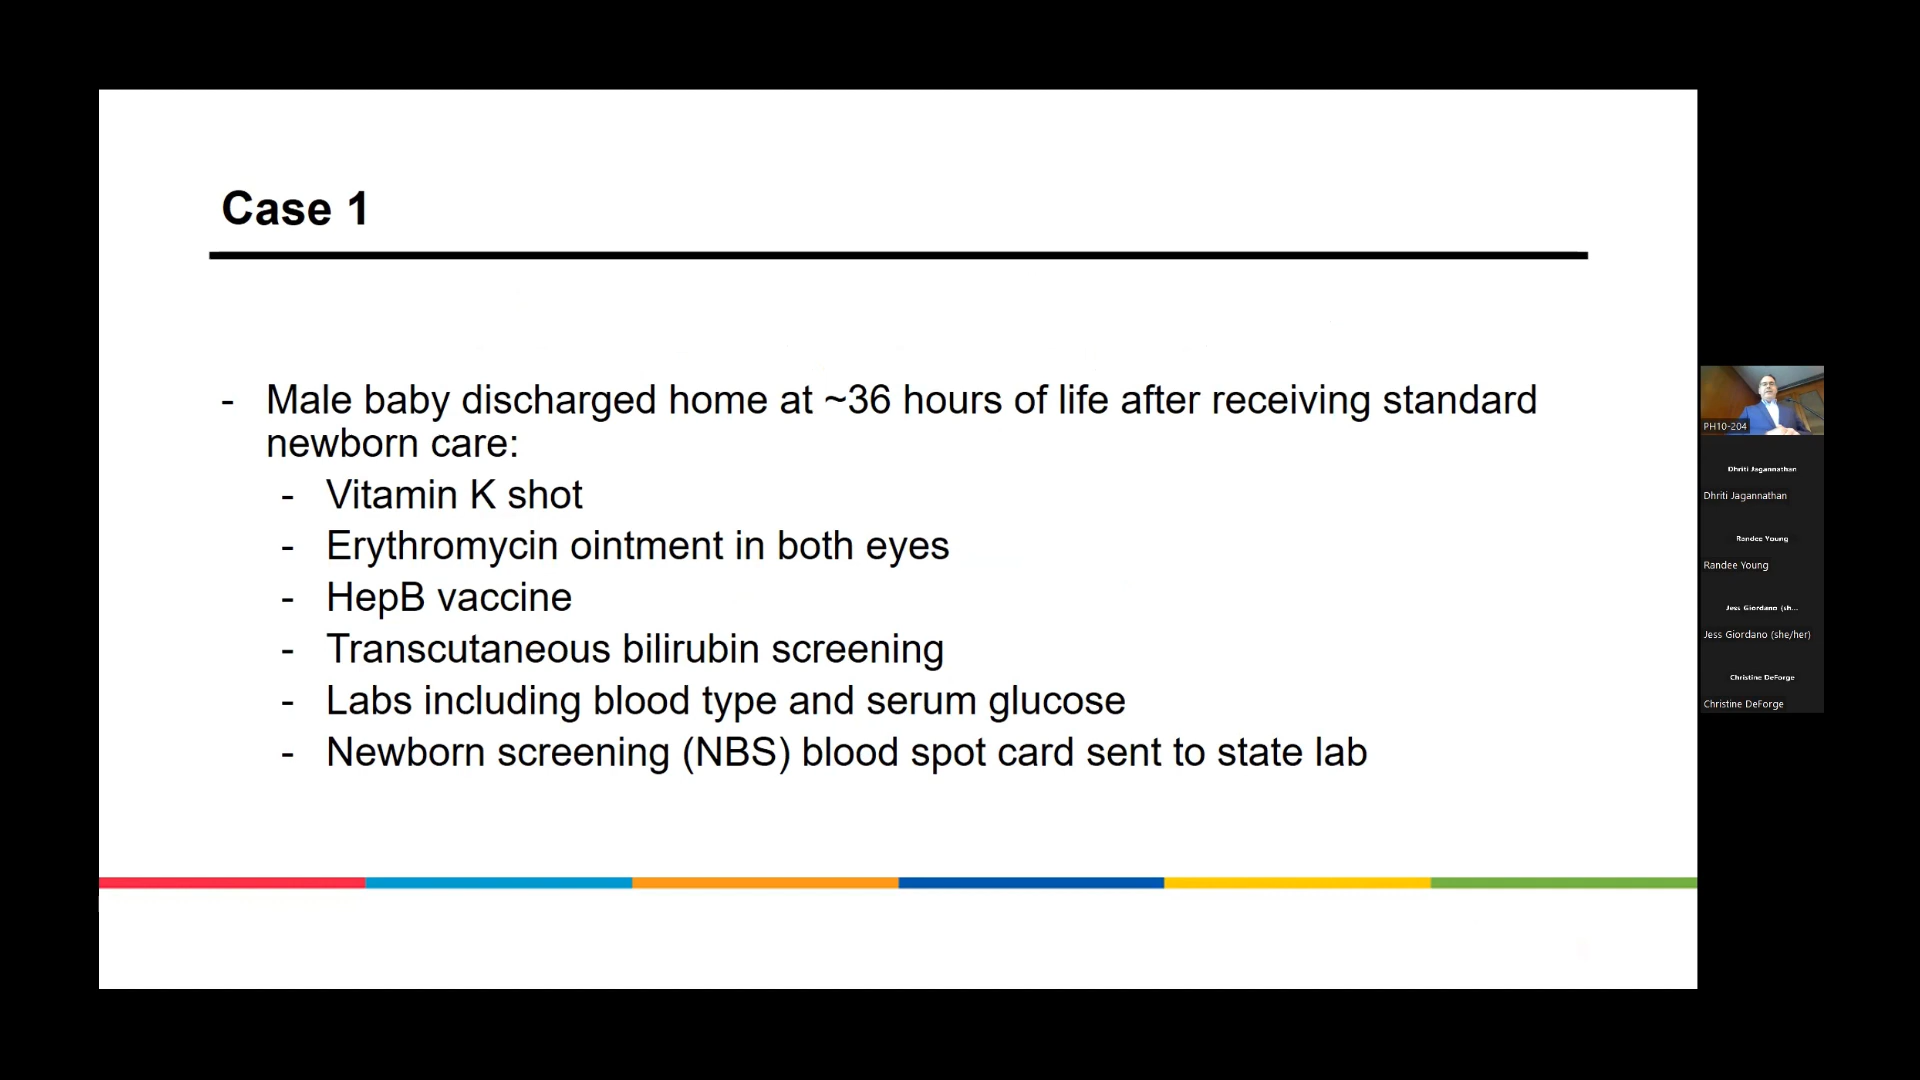 Case 1
- Male baby discharged home at ~36 hours of life after receiving standard
newborn care:
- Vitamin K shot
- Erythromycin ointment in both eyes
- HepB vaccine
- Transcutaneous bilirubin screening
- Labs including blood type and serum glucose
- Newborn screening (NBS) blood spot card sent to state lab
PH10-204
Dhriti Jagannathan
Dhriti Jagannathan
Randee Young
Randee Young
Jess Giordano (sh...
Jess Giordano (she/her)
Christine DeForge
Christine DeForge